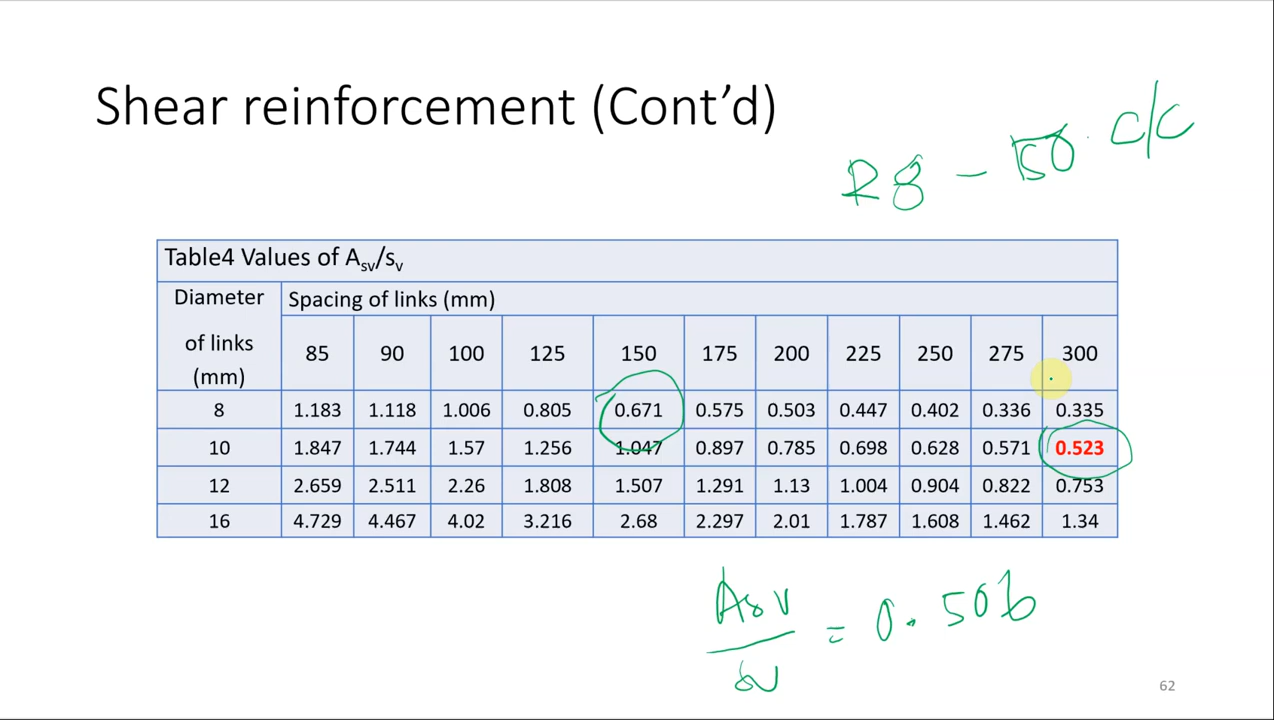 Shear reinforcement (Cont’d)
R8 - 150 c/c
Table4 Values of Asv/sv
Diameter of links (mm) Spacing of links (mm)
85 90 100 125 150 175 200 225 250 275 300
8 1.183 1.118 1.006 0.805 0.671 0.575 0.503 0.447 0.402 0.336 0.335
10 1.847 1.744 1.57 1.256 1.047 0.897 0.785 0.698 0.628 0.571 0.523
12 2.659 2.511 2.26 1.808 1.507 1.291 1.13 1.004 0.904 0.822 0.753
16 4.729 4.467 4.02 3.216 2.68 2.297 2.01 1.787 1.608 1.462 1.34
Asv
= 0.506
sv
62